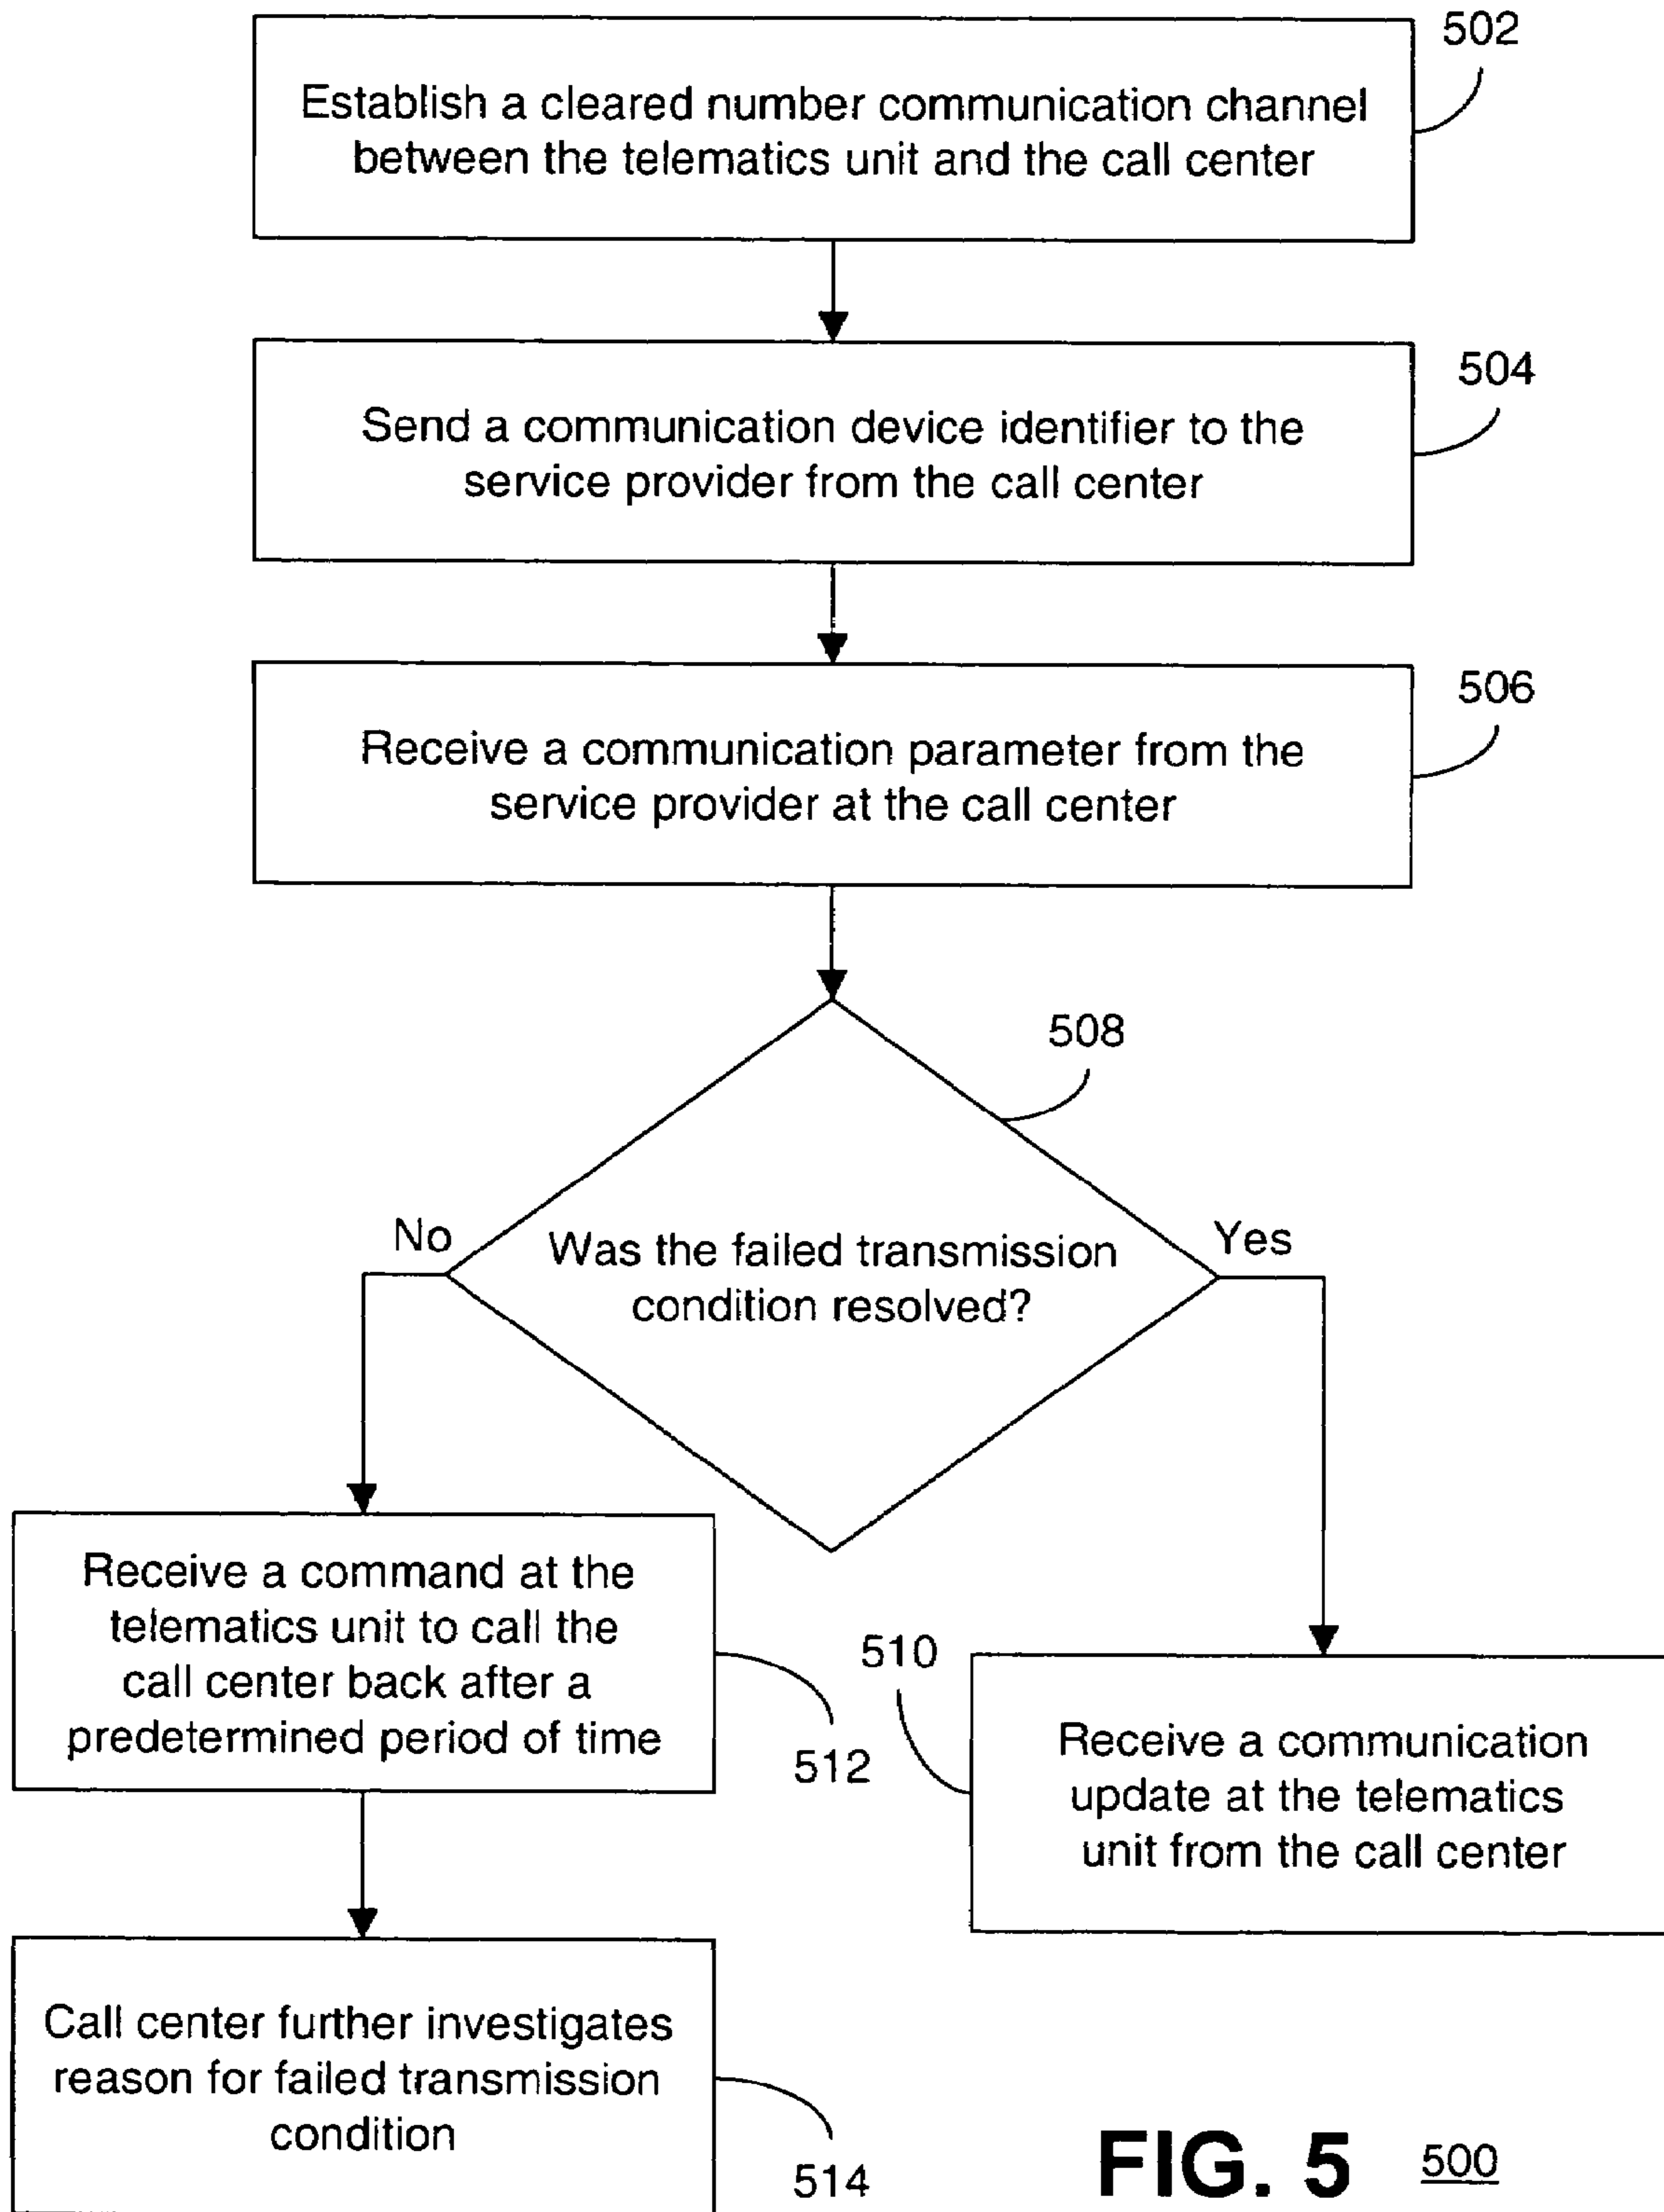 502
Establish a cleared number communication channel
between the telematics unit and the call center
504
Send a communication device identifier to the
service provider from the call center
506
Receive a communication parameter from the
service provider at the call center
508
No
Yes
Was the failed transmission
condition resolved?
Receive a command at the
telematics unit to call the
call center back after a
predetermined period of time
512
510
Receive a communication
update at the telematics
unit from the call center
Call center further investigates
reason for failed transmission
condition
514
FIG. 5 500